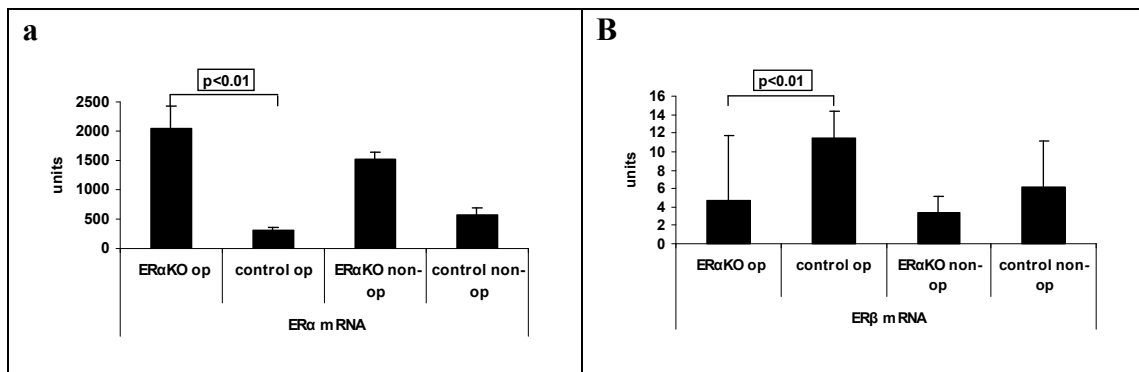 a
p<0.01
2500
2000
1500
1000
500
0
units
ERαKO op
control op
ERαKO non-
op
control non-
op
ERα mRNA
B
p<0.01
16
14
12
10
8
6
4
2
0
units
ERαKO op
control op
ERαKO non-
op
control non-
op
ERβ mRNA